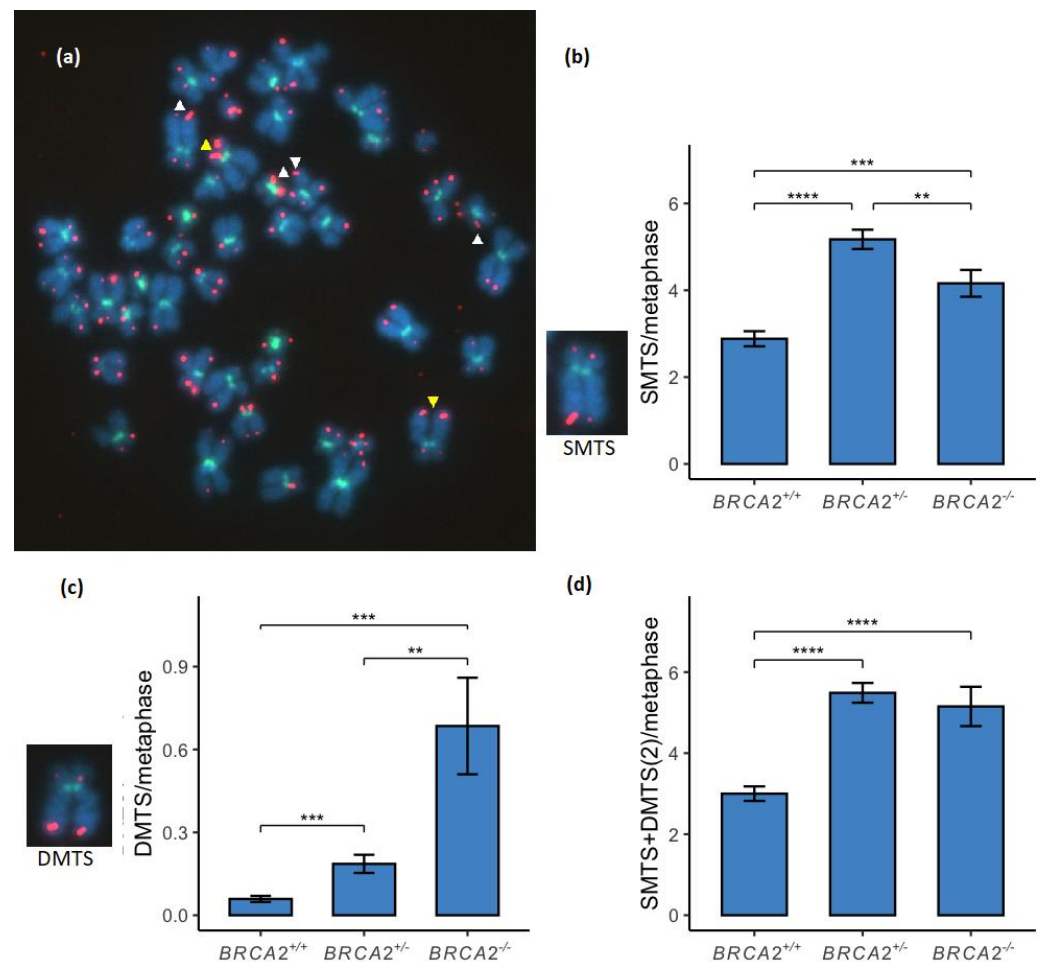 (a)
(b)
SMTS/metaphase
6
4
2
0
***
****
**
BRCA2+/+
BRCA2+/-
BRCA2-/-
SMTS
(c)
DMTS/metaphase
0.9
0.6
0.3
0.0
***
**
***
BRCA2+/+
BRCA2+/-
BRCA2-/-
DMTS
(d)
SMTS+DMTS(2)/metaphase
6
4
2
0
****
****
BRCA2+/+
BRCA2+/-
BRCA2-/-